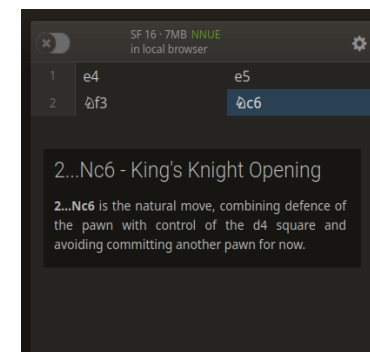 SF 16 · 7MB NNUE
in local browser
1 e4 e5
2 ♘f3 ♘c6
2...Nc6 - King's Knight Opening
2...Nc6 is the natural move, combining defence of
the pawn with control of the d4 square and
avoiding committing another pawn for now.